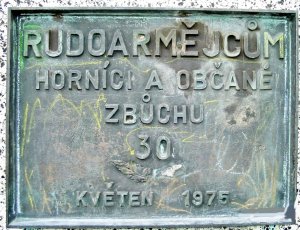 RUDOARMĚJCŮM
HORNÍCI A OBČANÉ
ZBŮCHU
30.
KVĚTEN 1975